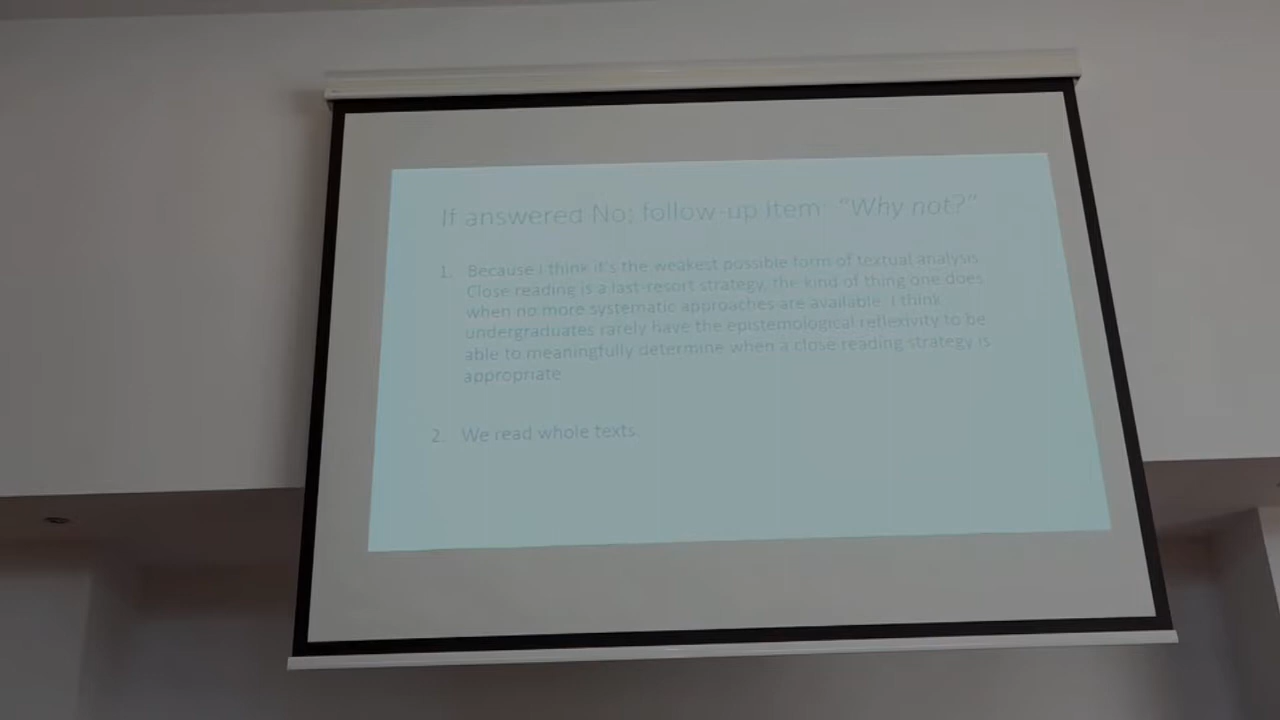 If answered No; follow-up item: "Why not?"
1. Because I think it's the weakest possible form of textual analysis.
Close reading is a last-resort strategy, the kind of thing one does
when no more systematic approaches are available. I think
undergraduates rarely have the epistemological reflexivity to be
able to meaningfully determine when a close reading strategy is
appropriate
2. We read whole texts.